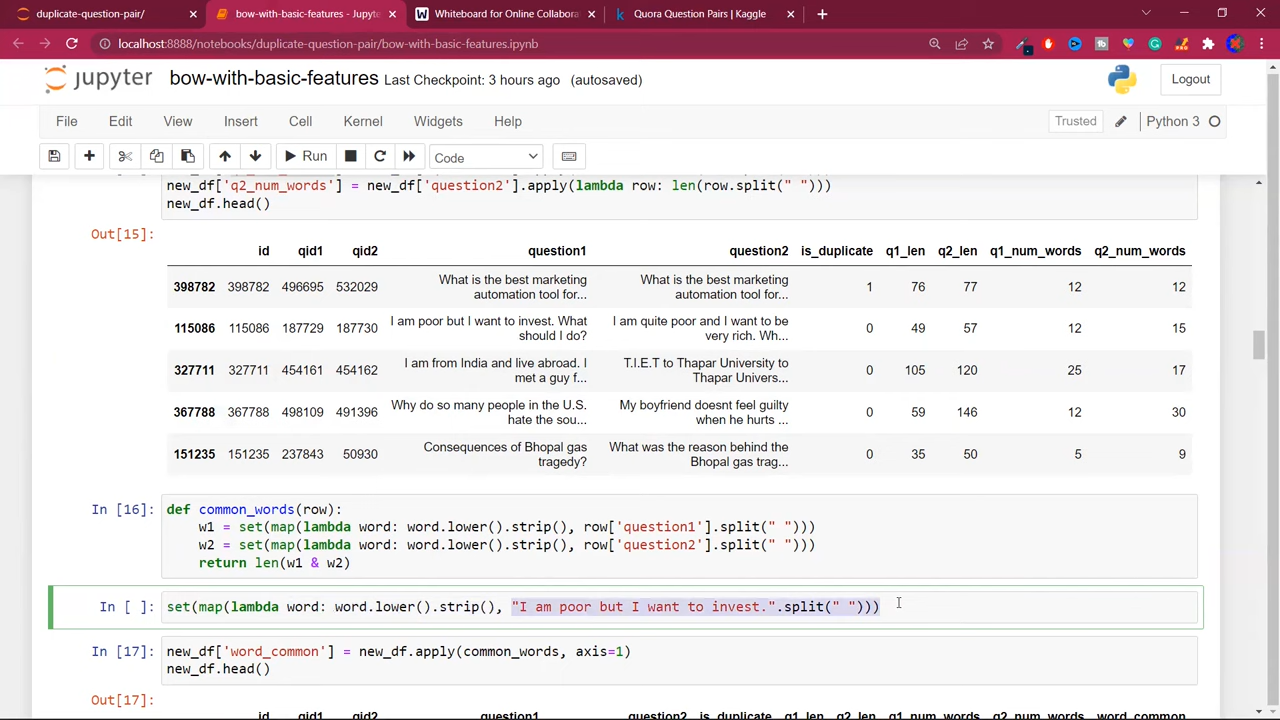 duplicate-question-pair/
bow-with-basic-features - Jupyte
Whiteboard for Online Collabora
Quora Question Pairs | Kaggle
localhost:8888/notebooks/duplicate-question-pair/bow-with-basic-features.ipynb
jupyter bow-with-basic-features Last Checkpoint: 3 hours ago (autosaved) Logout
File Edit View Insert Cell Kernel Widgets Help Trusted Python 3
Run Code
new_df['q2_num_words'] = new_df['question2'].apply(lambda row: len(row.split(" ")))
new_df.head()
Out[15]:
id qid1 qid2 question1 question2 is_duplicate q1_len q2_len q1_num_words q2_num_words
398782 398782 496695 532029 What is the best marketing automation tool for... What is the best marketing automation tool for... 1 76 77 12 12
115086 115086 187729 187730 I am poor but I want to invest. What should I do? I am quite poor and I want to be very rich. Wh... 0 49 57 12 15
327711 327711 454161 454162 I am from India and live abroad. I met a guy f... T.I.E.T to Thapar University to Thapar Univers... 0 105 120 25 17
367788 367788 498109 491396 Why do so many people in the U.S. hate the sou... My boyfriend doesnt feel guilty when he hurts ... 0 59 146 12 30
151235 151235 237843 50930 Consequences of Bhopal gas tragedy? What was the reason behind the Bhopal gas trag... 0 35 50 5 9
In [16]: def common_words(row):
w1 = set(map(lambda word: word.lower().strip(), row['question1'].split(" ")))
w2 = set(map(lambda word: word.lower().strip(), row['question2'].split(" ")))
return len(w1 & w2)
In [ ]: set(map(lambda word: word.lower().strip(), "I am poor but I want to invest.".split(" ")))
In [17]: new_df['word_common'] = new_df.apply(common_words, axis=1)
new_df.head()
Out[17]:
id question1 question2 is_duplicate q1_len q2_len q1_num_words q2_num_words word_common